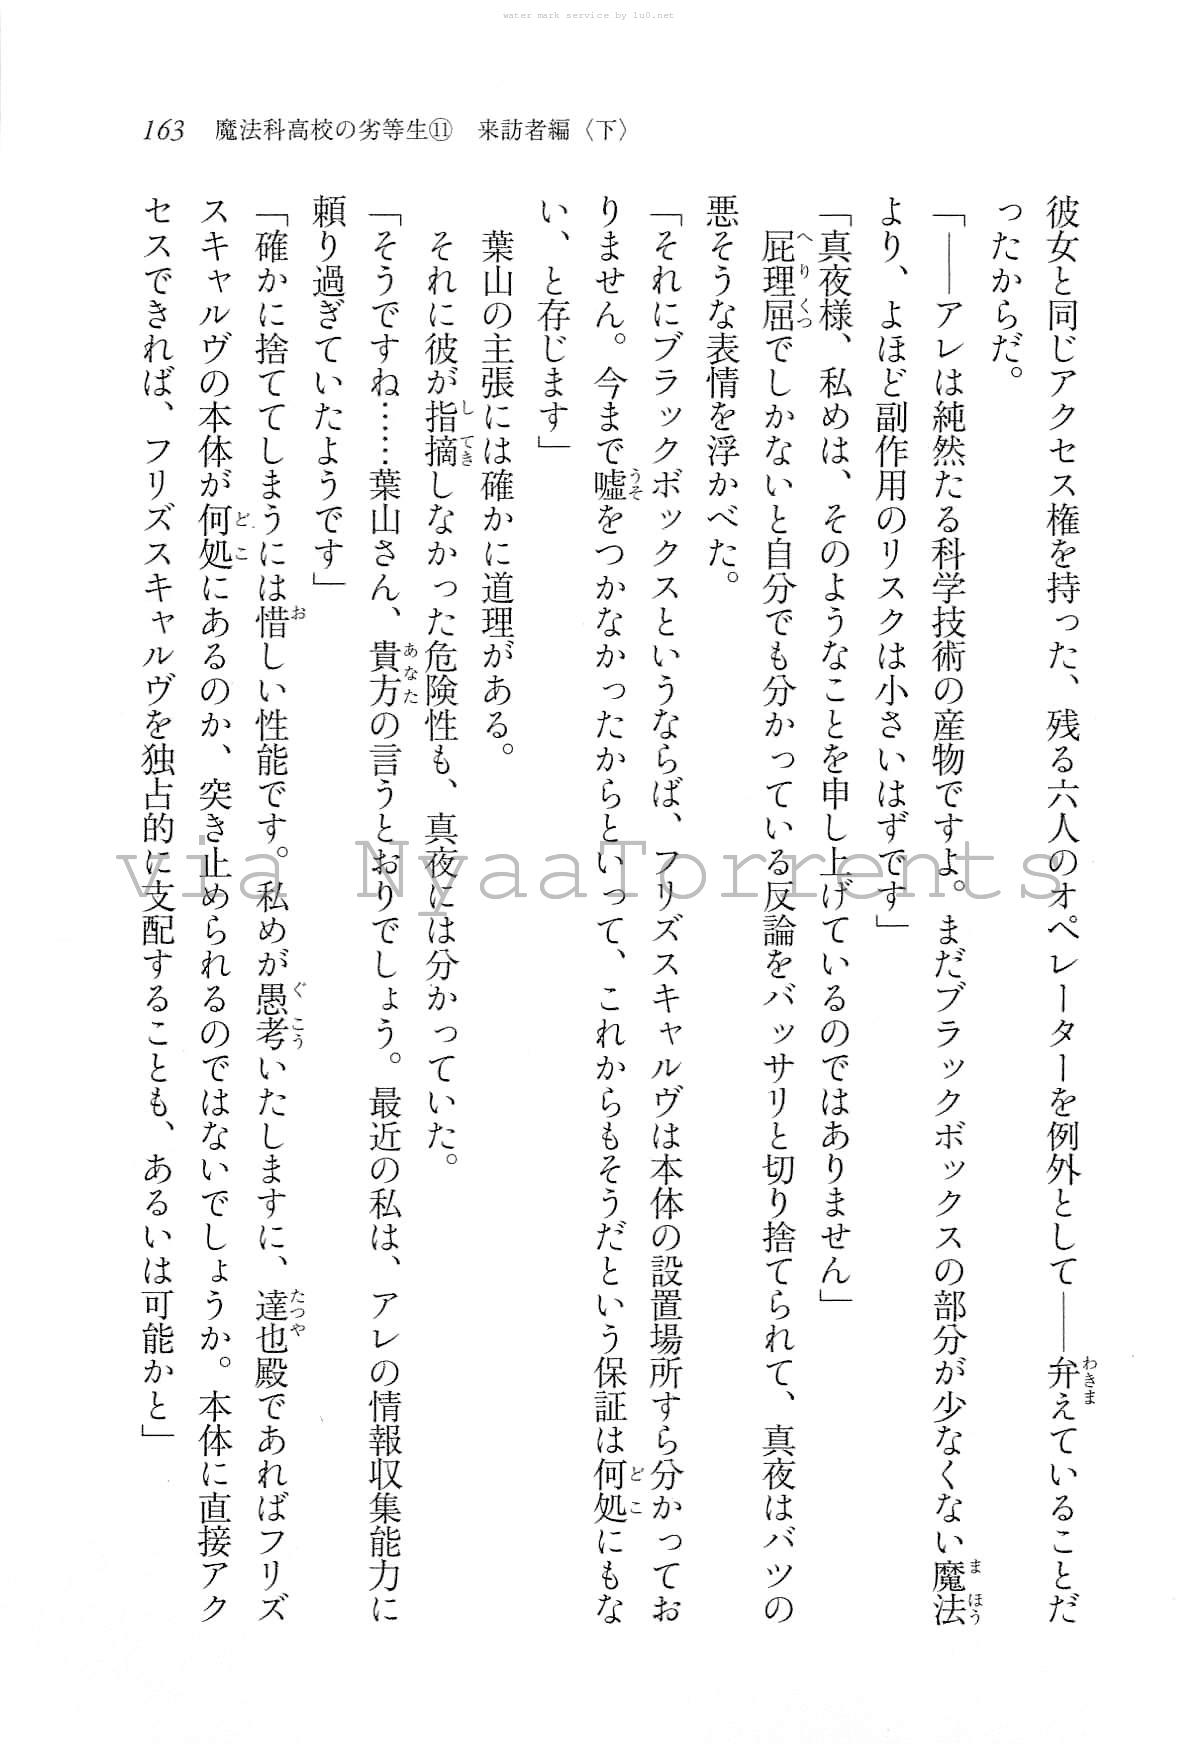 water mark service by lu0.net
163　魔法科高校の劣等生⑪　来訪者編〈下〉
彼女と同じアクセス権を持った、残る六人のオペレーターを例外として――弁えていることだ
ったからだ。
「――アレは純然たる科学技術の産物ですよ。まだブラックボックスの部分が少なくない魔法
より、よほど副作用のリスクは小さいはずです」
「真夜様、私めは、そのようなことを申し上げているのではありません」
屁理屈でしかないと自分でも分かっている反論をバッサリと切り捨てられて、真夜はバツの
悪そうな表情を浮かべた。
「それにブラックボックスというならば、フリズスキャルヴは本体の設置場所すら分かってお
りません。今まで嘘をつかなかったからといって、これからもそうだという保証は何処にもな
い、と存じます」
葉山の主張には確かに道理がある。
それに彼が指摘しなかった危険性も、真夜には分かっていた。
「そうですね……葉山さん、貴方の言うとおりでしょう。最近の私は、アレの情報収集能力に
頼り過ぎていたようです」
「確かに捨ててしまうには惜しい性能です。私めが愚考いたしますに、達也殿であればフリズ
スキャルヴの本体が何処にあるのか、突き止められるのではないでしょうか。本体に直接アク
セスできれば、フリズスキャルヴを独占的に支配することも、あるいは可能かと」
via NyaaTorrents